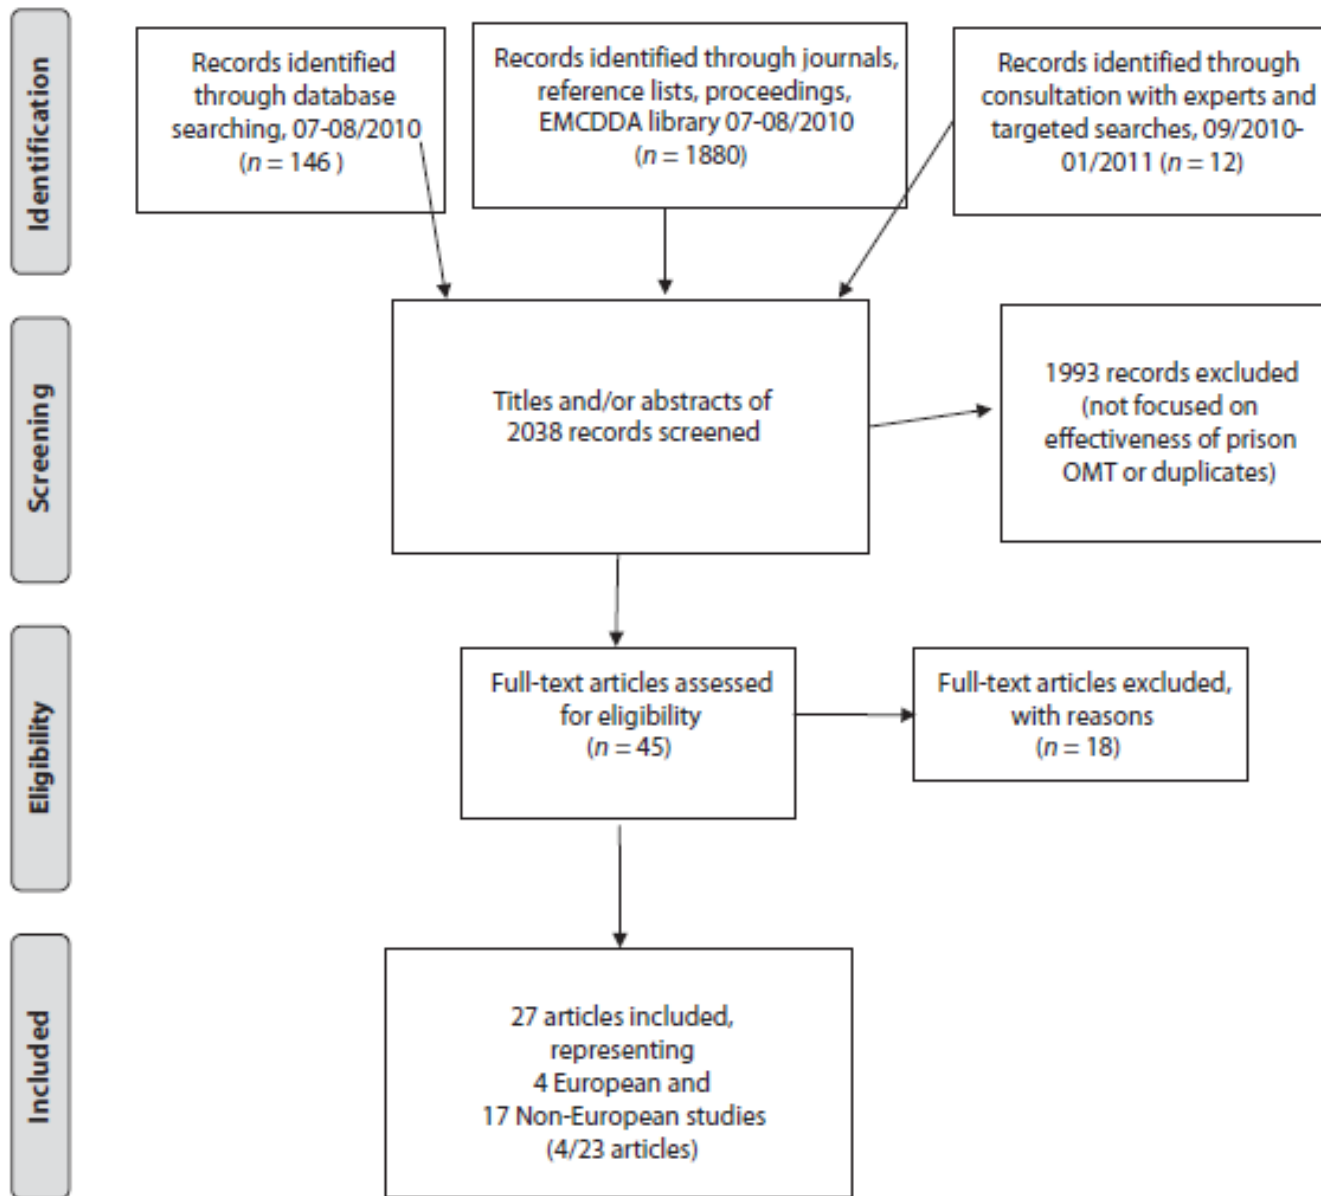 Identification
Records identified
through database
searching, 07-08/2010
(n = 146 )
Records identified through journals,
reference lists, proceedings,
EMCDDA library 07-08/2010
(n = 1880)
Records identified through
consultation with experts and
targeted searches, 09/2010-
01/2011 (n = 12)
Screening
Titles and/or abstracts of
2038 records screened
1993 records excluded
(not focused on
effectiveness of prison
OMT or duplicates)
Eligibility
Full-text articles assessed
for eligibility
(n = 45)
Full-text articles excluded,
with reasons
(n = 18)
Included
27 articles included,
representing
4 European and
17 Non-European studies
(4/23 articles)